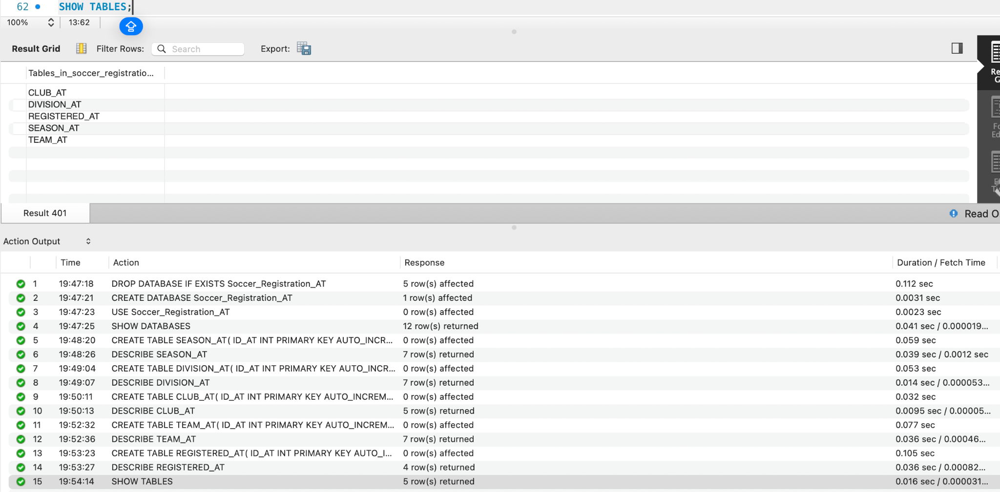 62 SHOW TABLES;
100% 13:62
Result Grid Filter Rows: Search Export:
Tables_in_soccer_registratio...
CLUB_AT
DIVISION_AT
REGISTERED_AT
SEASON_AT
TEAM_AT
Result 401
Read O
Action Output
Time Action Response Duration / Fetch Time
1 19:47:18 DROP DATABASE IF EXISTS Soccer_Registration_AT 5 row(s) affected 0.112 sec
2 19:47:21 CREATE DATABASE Soccer_Registration_AT 1 row(s) affected 0.0031 sec
3 19:47:23 USE Soccer_Registration_AT 0 row(s) affected 0.0023 sec
4 19:47:25 SHOW DATABASES 12 row(s) returned 0.041 sec / 0.000019...
5 19:48:20 CREATE TABLE SEASON_AT( ID_AT INT PRIMARY KEY AUTO_INCR... 0 row(s) affected 0.059 sec
6 19:48:26 DESCRIBE SEASON_AT 7 row(s) returned 0.039 sec / 0.0012 sec
7 19:49:04 CREATE TABLE DIVISION_AT( ID_AT INT PRIMARY KEY AUTO_INCR... 0 row(s) affected 0.053 sec
8 19:49:07 DESCRIBE DIVISION_AT 7 row(s) returned 0.014 sec / 0.000053...
9 19:50:11 CREATE TABLE CLUB_AT( ID_AT INT PRIMARY KEY AUTO_INCREM... 0 row(s) affected 0.032 sec
10 19:50:13 DESCRIBE CLUB_AT 5 row(s) returned 0.0095 sec / 0.00005...
11 19:52:32 CREATE TABLE TEAM_AT( ID_AT INT PRIMARY KEY AUTO_INCREM... 0 row(s) affected 0.077 sec
12 19:52:36 DESCRIBE TEAM_AT 7 row(s) returned 0.036 sec / 0.00046...
13 19:53:23 CREATE TABLE REGISTERED_AT( ID_AT INT PRIMARY KEY AUTO_I... 0 row(s) affected 0.105 sec
14 19:53:27 DESCRIBE REGISTERED_AT 4 row(s) returned 0.036 sec / 0.00082...
15 19:54:14 SHOW TABLES 5 row(s) returned 0.016 sec / 0.000031...